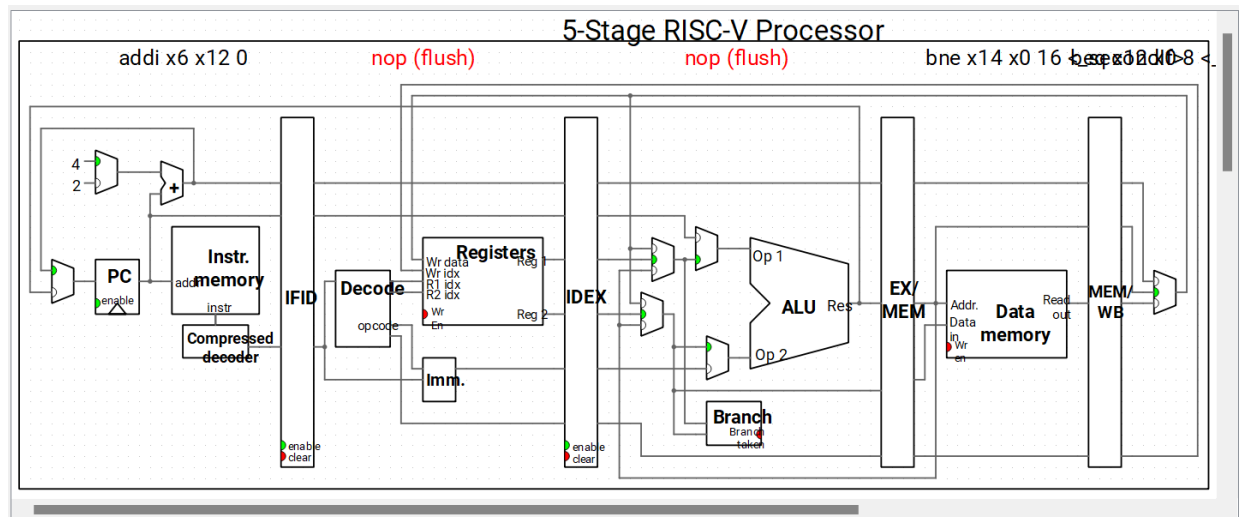 5-Stage RISC-V Processor
addi x6 x12 0
nop (flush)
nop (flush)
bne x14 x0 16
4
2
+
PC
enable
Instr.
memory
addr
instr
Compressed
decoder
IFID
enable
clear
Decode
opcode
Registers
Wr data
Wr idx
R1 idx
R2 idx
Wr
En
Reg 1
Reg 2
Imm.
IDEX
enable
clear
Op 1
Op 2
ALU
Res
Branch
Branch
taken
EX/
MEM
Addr.
Data
in
Wr
en
Data
memory
Read
out
MEM/
WB